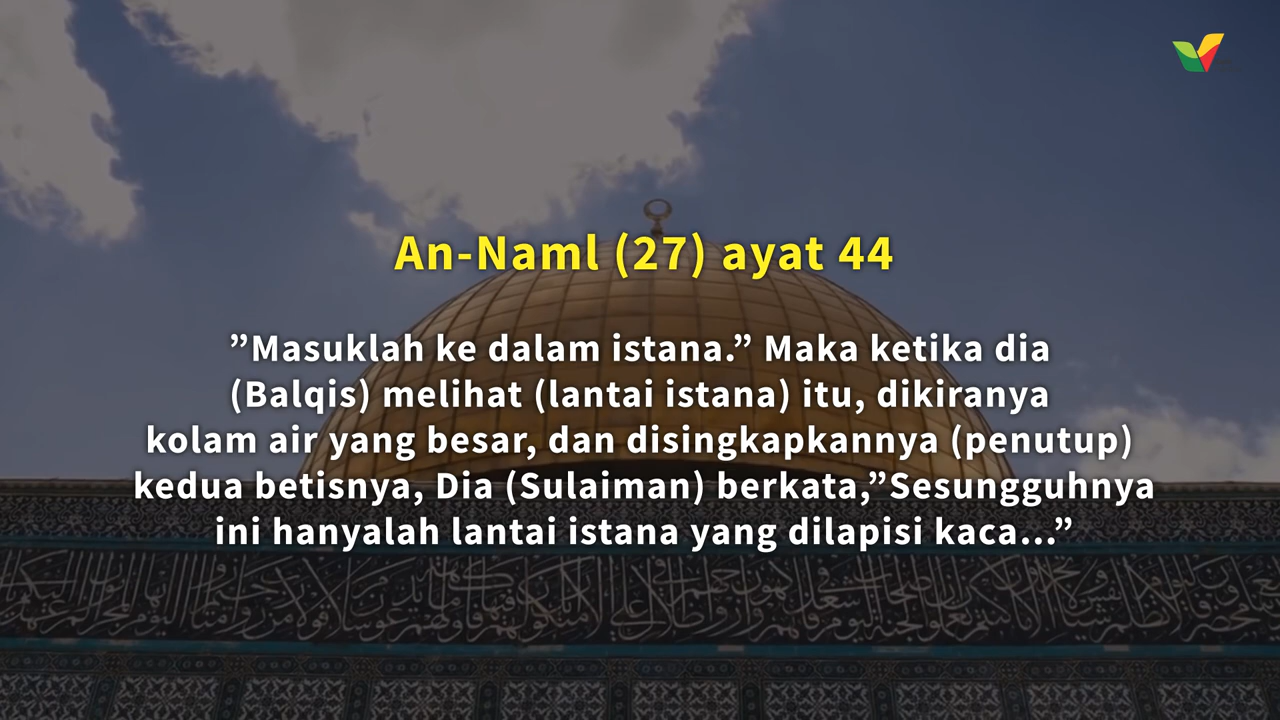 An-Naml (27) ayat 44
”Masuklah ke dalam istana.” Maka ketika dia
(Balqis) melihat (lantai istana) itu, dikiranya
kolam air yang besar, dan disingkapkannya (penutup)
kedua betisnya, Dia (Sulaiman) berkata,”Sesungguhnya
ini hanyalah lantai istana yang dilapisi kaca...”